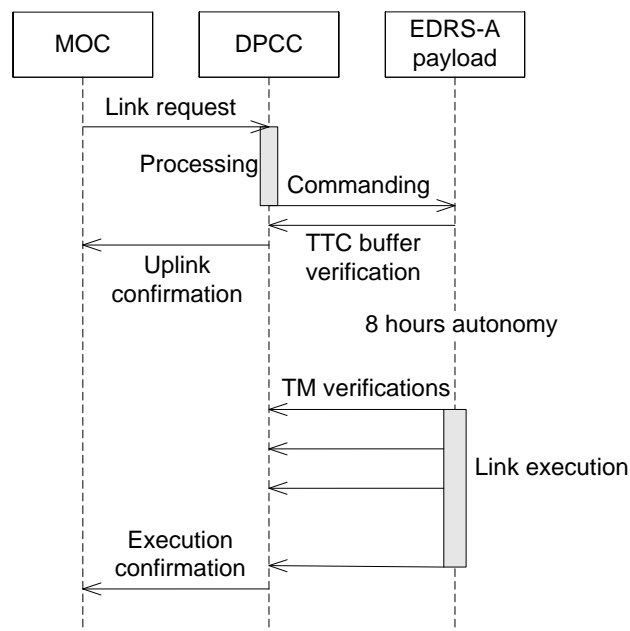 MOC
DPCC
EDRS-A
payload
Link request
Processing
Commanding
TTC buffer
verification
Uplink
confirmation
8 hours autonomy
TM verifications
Link execution
Execution
confirmation